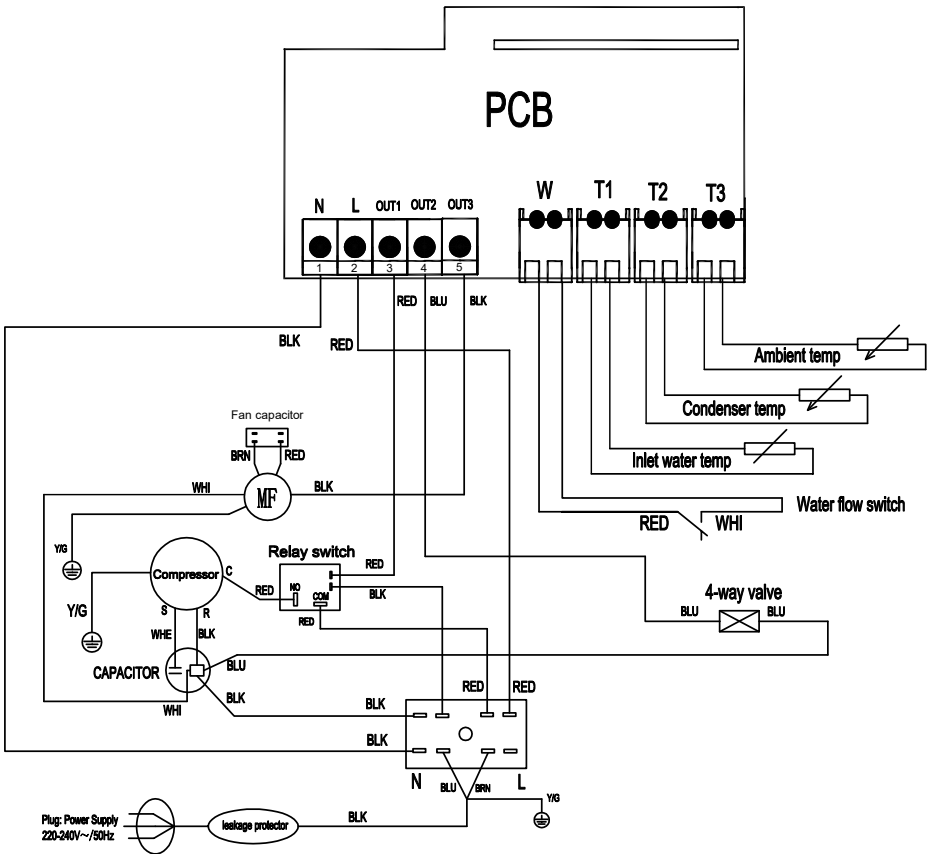 PCB
W T1 T2 T3
N L OUT1 OUT2 OUT3
1 2 3 4 5
RED BLU BLK
BLK
RED
Ambient temp
Condenser temp
Fan capacitor
BRN RED
Inlet water temp
WHI
MF
BLK
Water flow switch
RED WHI
Y/G
Relay switch
Compressor
C
RED
RED
NO
COM
BLK
RED
4-way valve
BLU BLU
Y/G
S R
WHE BLK
CAPACITOR
BLU
WHI
BLK
RED RED
BLK
BLK
N L
BLU BRN
Y/G
Plug: Power Supply
220-240V～/50Hz
leakage protector
BLK